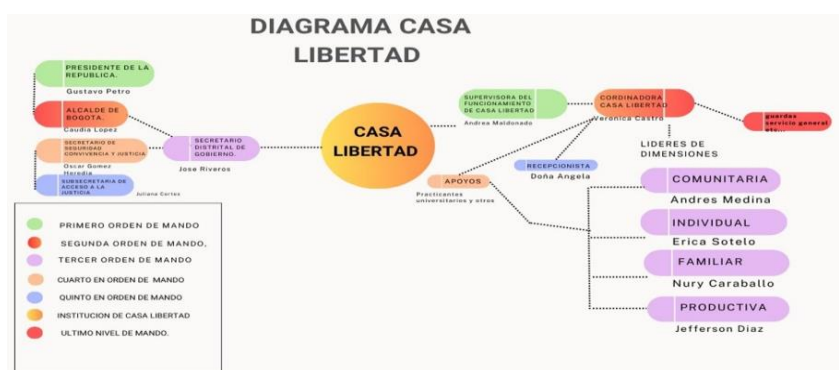 DIAGRAMA CASA
LIBERTAD
PRESIDENTE DE LA
REPUBLICA.
Gustavo Petro
ALCALDE DE
BOGOTA.
Caudia Lopez
SECRETARIO DE
SEGURIDAD
CONVIVENCIA Y JUSTICIA
Oscar Gomez
Heredia
SUBSECRETARIA DE
ACCESO A LA
JUSTICIA
Juliana Cortes
SECRETARIO
DISTRITAL DE
GOBIERNO.
Jose Riveros
CASA
LIBERTAD
SUPERVISORA DEL
FUNCIONAMIENTO
DE CASA LIBERTAD
Andrea Maldonado
CORDINADORA
CASA LIBERTAD
Veronica Castro
guardas
servicio general
etc...
APOYOS
Practicantes
universitarios y otros
RECEPCIONISTA
Doña Angela
LIDERES DE
DIMENSIONES
COMUNITARIA
Andres Medina
INDIVIDUAL
Erica Sotelo
FAMILIAR
Nury Caraballo
PRODUCTIVA
Jefferson Diaz
PRIMERO ORDEN DE MANDO
SEGUNDA ORDEN DE MANDO,
TERCER ORDEN DE MANDO
CUARTO EN ORDEN DE MANDO
QUINTO EN ORDEN DE MANDO
INSTITUCION DE CASA LIBERTAD
ULTIMO NIVEL DE MANDO.